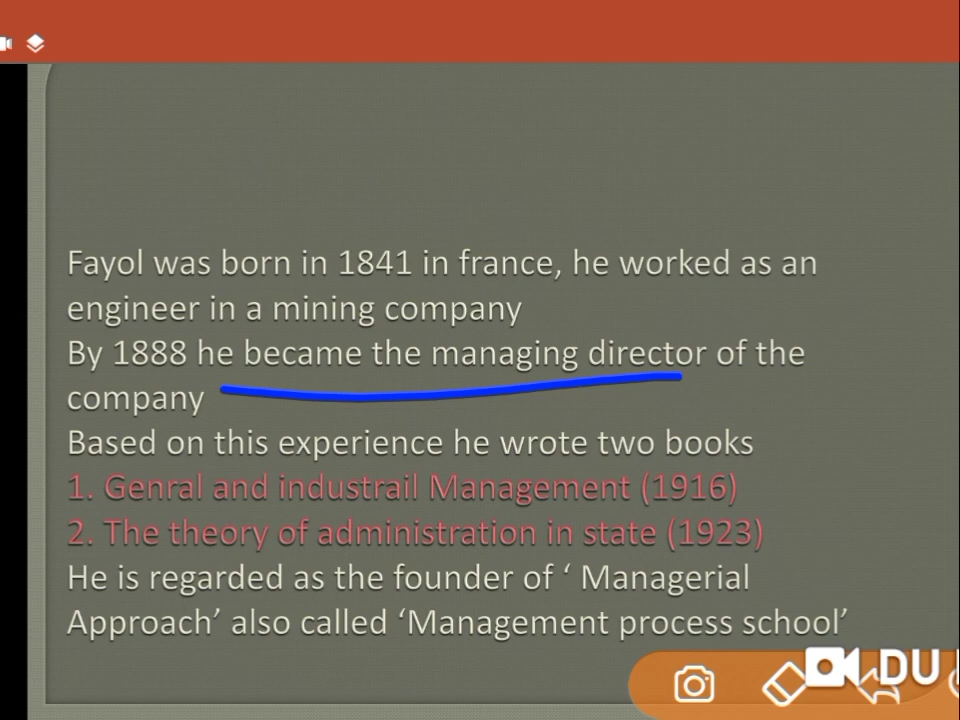 Fayol was born in 1841 in france, he worked as an
engineer in a mining company
By 1888 he became the managing director of the
company
Based on this experience he wrote two books
1. Genral and industrail Management (1916)
2. The theory of administration in state (1923)
He is regarded as the founder of ‘ Managerial
Approach’ also called ‘Management process school’
DU